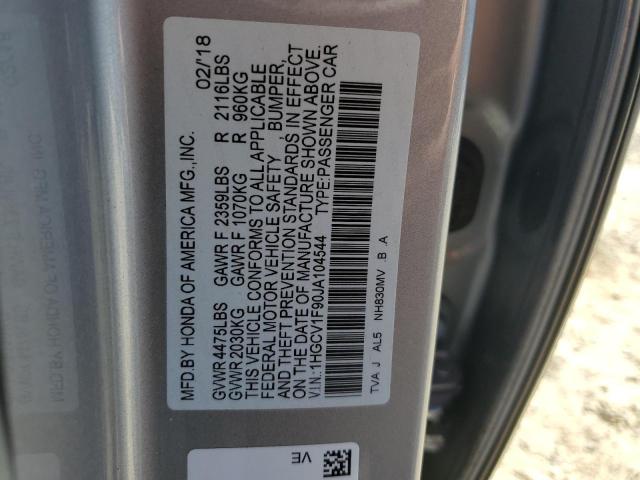 MFD.BY HONDA OF AMERICA MFG.,INC. 02/'18
GVWR 4475LBS GAWR F 2359LBS R 2116LBS
GVWR 2030KG GAWR F 1070KG R 960KG
THIS VEHICLE CONFORMS TO ALL APPLICABLE
FEDERAL MOTOR VEHICLE SAFETY , BUMPER,
AND THEFT PREVENTION STANDARDS IN EFFECT
ON THE DATE OF MANUFACTURE SHOWN ABOVE.
V.I.N.:1HGCV1F90JA104544 TYPE:PASSENGER CAR
TVA J AL5 NH830MV .B .A
VE